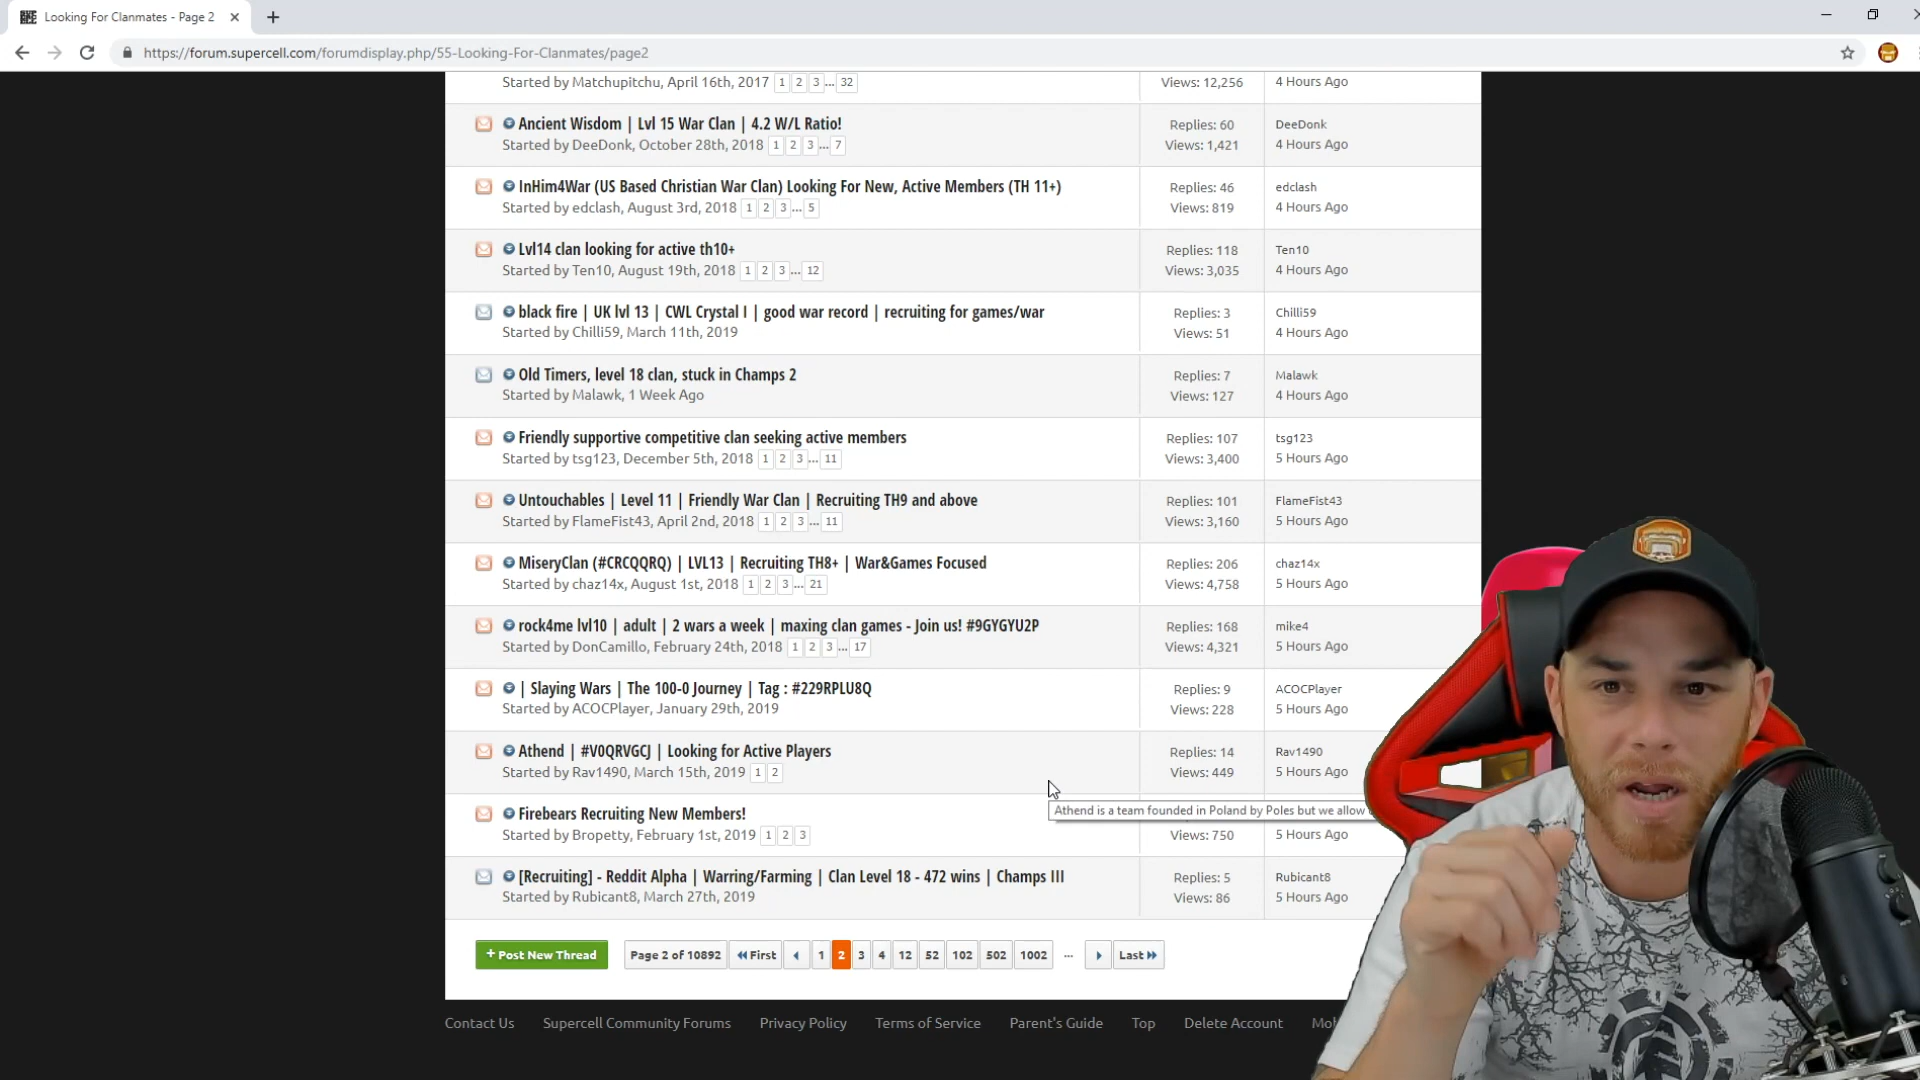 Looking For Clanmates - Page 2
https://forum.supercell.com/forumdisplay.php/55-Looking-For-Clanmates/page2
Started by Matchupitchu, April 16th, 2017 1 2 3 ... 32
Views: 12,256
4 Hours Ago
Ancient Wisdom | Lvl 15 War Clan | 4.2 W/L Ratio!
Started by DeeDonk, October 28th, 2018 1 2 3 ... 7
Replies: 60
Views: 1,421
DeeDonk
4 Hours Ago
InHim4War (US Based Christian War Clan) Looking For New, Active Members (TH 11+)
Started by edclash, August 3rd, 2018 1 2 3 ... 5
Replies: 46
Views: 819
edclash
4 Hours Ago
Lvl14 clan looking for active th10+
Started by Ten10, August 19th, 2018 1 2 3 ... 12
Replies: 118
Views: 3,035
Ten10
4 Hours Ago
black fire | UK lvl 13 | CWL Crystal I | good war record | recruiting for games/war
Started by Chilli59, March 11th, 2019
Replies: 3
Views: 51
Chilli59
4 Hours Ago
Old Timers, level 18 clan, stuck in Champs 2
Started by Malawk, 1 Week Ago
Replies: 7
Views: 127
Malawk
4 Hours Ago
Friendly supportive competitive clan seeking active members
Started by tsg123, December 5th, 2018 1 2 3 ... 11
Replies: 107
Views: 3,400
tsg123
5 Hours Ago
Untouchables | Level 11 | Friendly War Clan | Recruiting TH9 and above
Started by FlameFist43, April 2nd, 2018 1 2 3 ... 11
Replies: 101
Views: 3,160
FlameFist43
5 Hours Ago
MiseryClan (#CRCQQRQ) | LVL13 | Recruiting TH8+ | War&Games Focused
Started by chaz14x, August 1st, 2018 1 2 3 ... 21
Replies: 206
Views: 4,758
chaz14x
5 Hours Ago
rock4me lvl10 | adult | 2 wars a week | maxing clan games - Join us! #9GYGYU2P
Started by DonCamillo, February 24th, 2018 1 2 3 ... 17
Replies: 168
Views: 4,321
mike4
5 Hours Ago
| Slaying Wars | The 100-0 Journey | Tag : #229RPLU8Q
Started by ACOCPlayer, January 29th, 2019
Replies: 9
Views: 228
ACOCPlayer
5 Hours Ago
Athend | #V0QRVGCJ | Looking for Active Players
Started by Rav1490, March 15th, 2019 1 2
Replies: 14
Views: 449
Rav1490
5 Hours Ago
Athend is a team founded in Poland by Poles but we allow
Firebears Recruiting New Members!
Started by Bropetty, February 1st, 2019 1 2 3
Views: 750
5 Hours Ago
[Recruiting] - Reddit Alpha | Warring/Farming | Clan Level 18 - 472 wins | Champs III
Started by Rubicant8, March 27th, 2019
Replies: 5
Views: 86
Rubicant8
5 Hours Ago
+ Post New Thread Page 2 of 10892 First 1 2 3 4 12 52 102 502 1002 ... Last
Contact Us Supercell Community Forums Privacy Policy Terms of Service Parent's Guide Top Delete Account